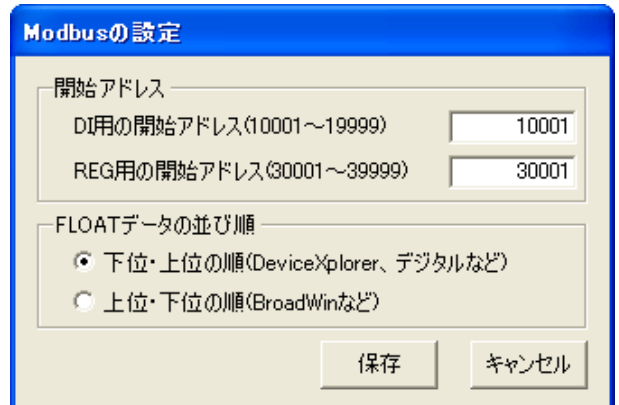 Modbusの設定
開始アドレス
DI用の開始アドレス(10001～19999) 10001
REG用の開始アドレス(30001～39999) 30001
FLOATデータの並び順
下位・上位の順(DeviceXplorer、デジタルなど)
上位・下位の順(BroadWinなど)
保存 キャンセル